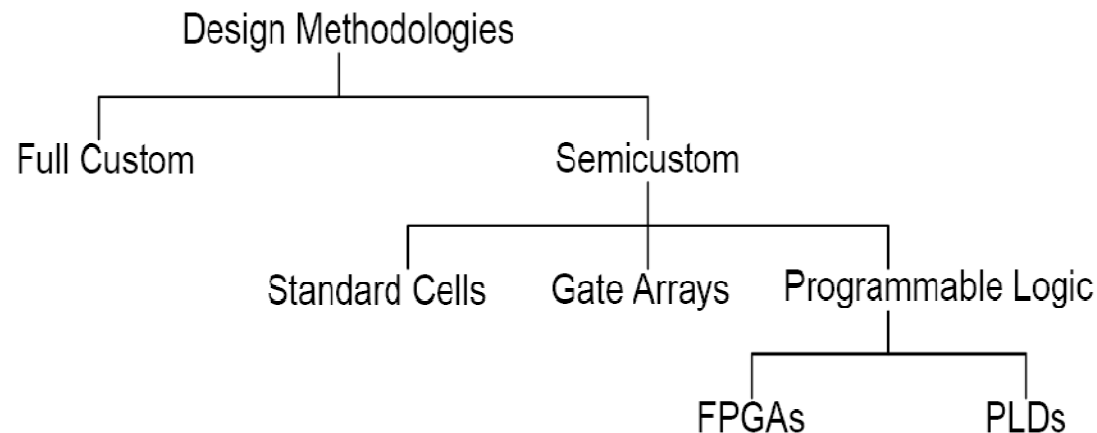 Design Methodologies
Full Custom
Semicustom
Standard Cells
Gate Arrays
Programmable Logic
FPGAs
PLDs